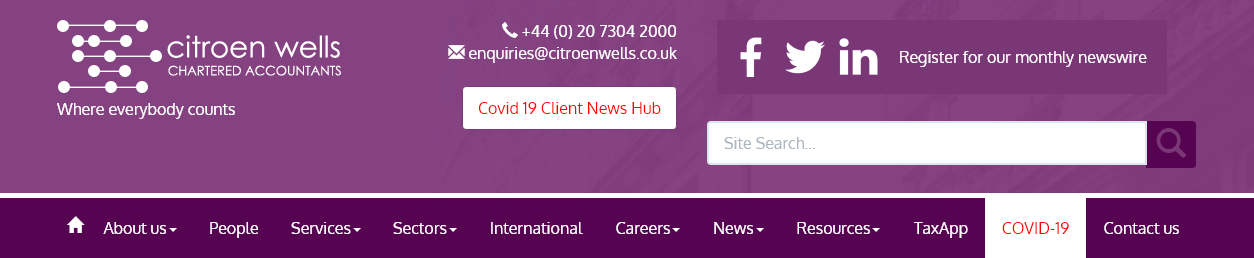 citroen wells
CHARTERED ACCOUNTANTS
Where everybody counts
+44 (0) 20 7304 2000
enquiries@citroenwells.co.uk
Covid 19 Client News Hub
Register for our monthly newswire
Site Search...
About us People Services Sectors International Careers News Resources TaxApp COVID-19 Contact us